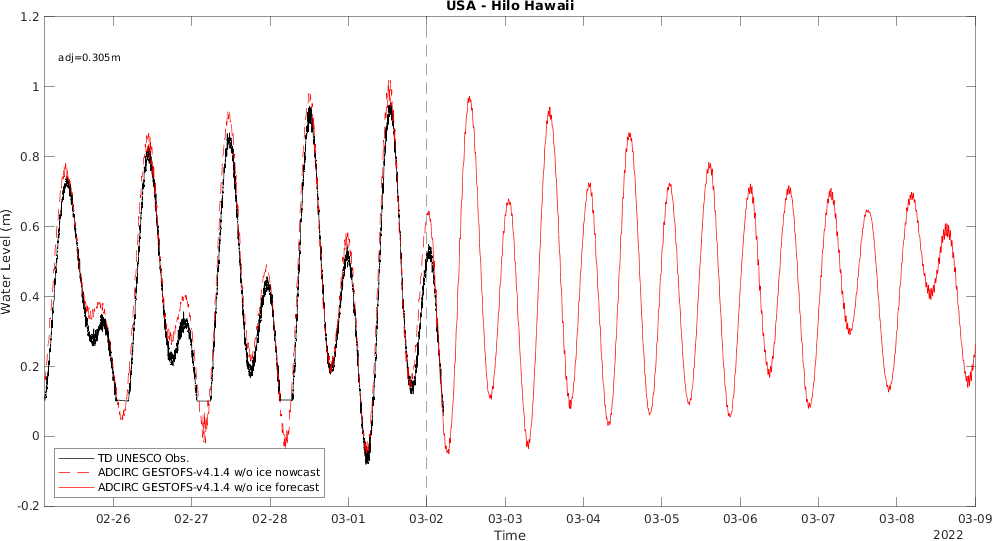 USA - Hilo Hawaii
1.2
adj=0.305m
1
0.8
0.6
0.4
0.2
0
-0.2
Water Level (m)
TD UNESCO Obs.
ADCIRC GESTOFS-v4.1.4 w/o ice nowcast
ADCIRC GESTOFS-v4.1.4 w/o ice forecast
02-26 02-27 02-28 03-01 03-02 03-03 03-04 03-05 03-06 03-07 03-08 03-09
Time
2022